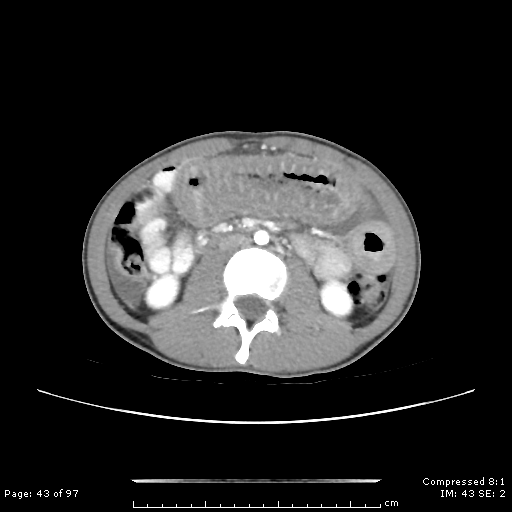 Compressed 8:1
Page: 43 of 97
IM: 43 SE: 2
cm